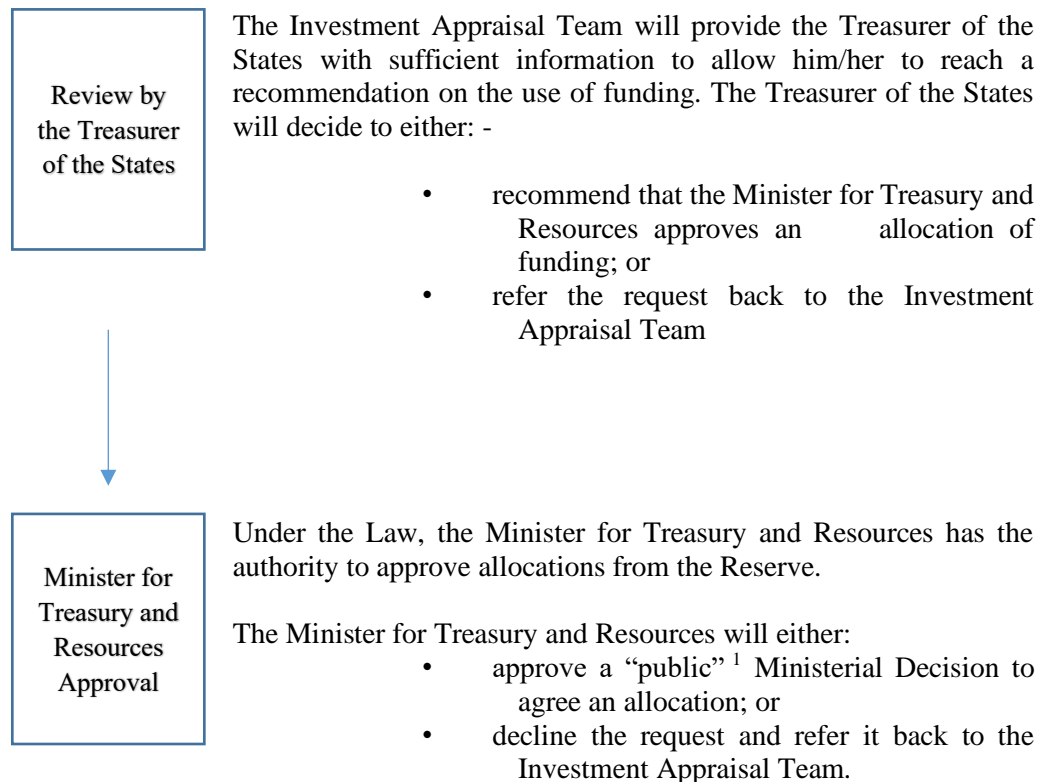 Review by
the Treasurer
of the States
The Investment Appraisal Team will provide the Treasurer of the
States with sufficient information to allow him/her to reach a
recommendation on the use of funding. The Treasurer of the States
will decide to either: -
• recommend that the Minister for Treasury and
Resources approves an allocation of
funding; or
• refer the request back to the Investment
Appraisal Team
Minister for
Treasury and
Resources
Approval
Under the Law, the Minister for Treasury and Resources has the
authority to approve allocations from the Reserve.
The Minister for Treasury and Resources will either:
• approve a “public” 1 Ministerial Decision to
agree an allocation; or
• decline the request and refer it back to the
Investment Appraisal Team.